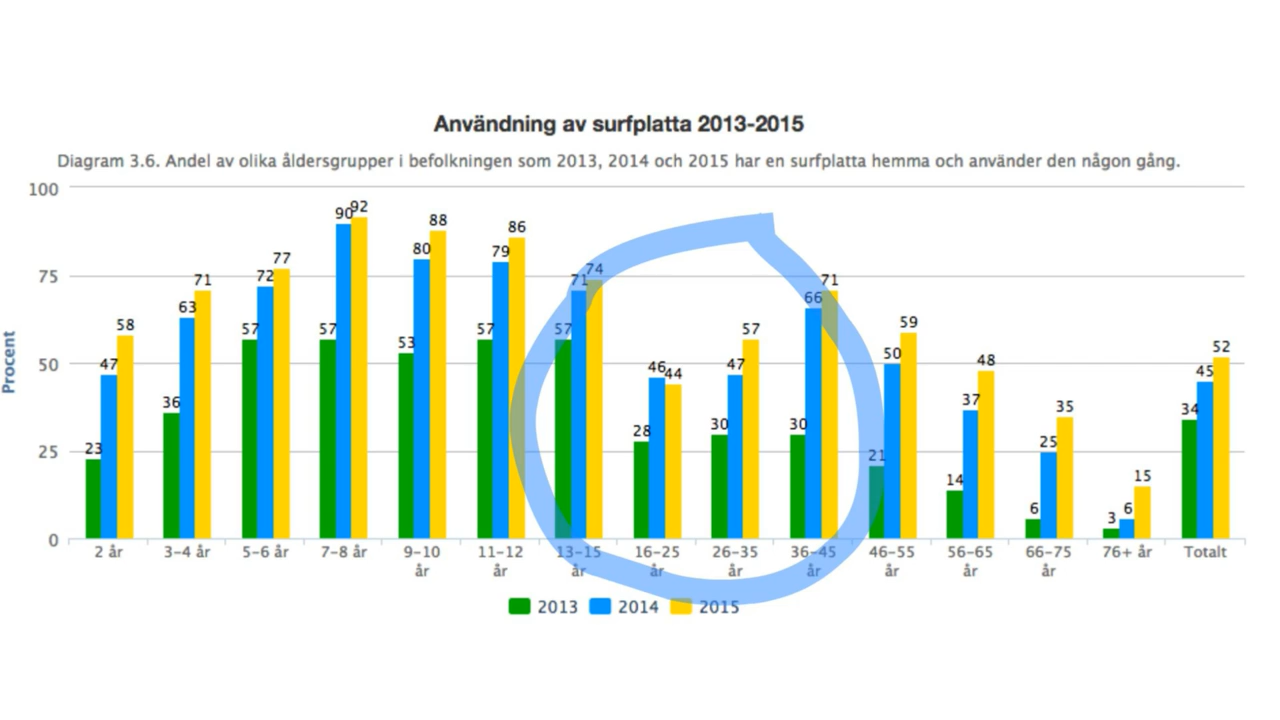 Användning av surfplatta 2013-2015
Diagram 3.6. Andel av olika åldersgrupper i befolkningen som 2013, 2014 och 2015 har en surfplatta hemma och använder den någon gång.
Procent
100
75
50
25
0
23 47 58
36 63 71
57 72 77
57 90 92
53 80 88
57 79 86
57 71 74
28 46 44
30 47 57
30 66 71
21 50 59
14 37 48
6 25 35
3 6 15
34 45 52
2 år 3-4 år 5-6 år 7-8 år 9-10 år 11-12 år 13-15 år 16-25 år 26-35 år 36-45 år 46-55 år 56-65 år 66-75 år 76+ år Totalt
2013 2014 2015